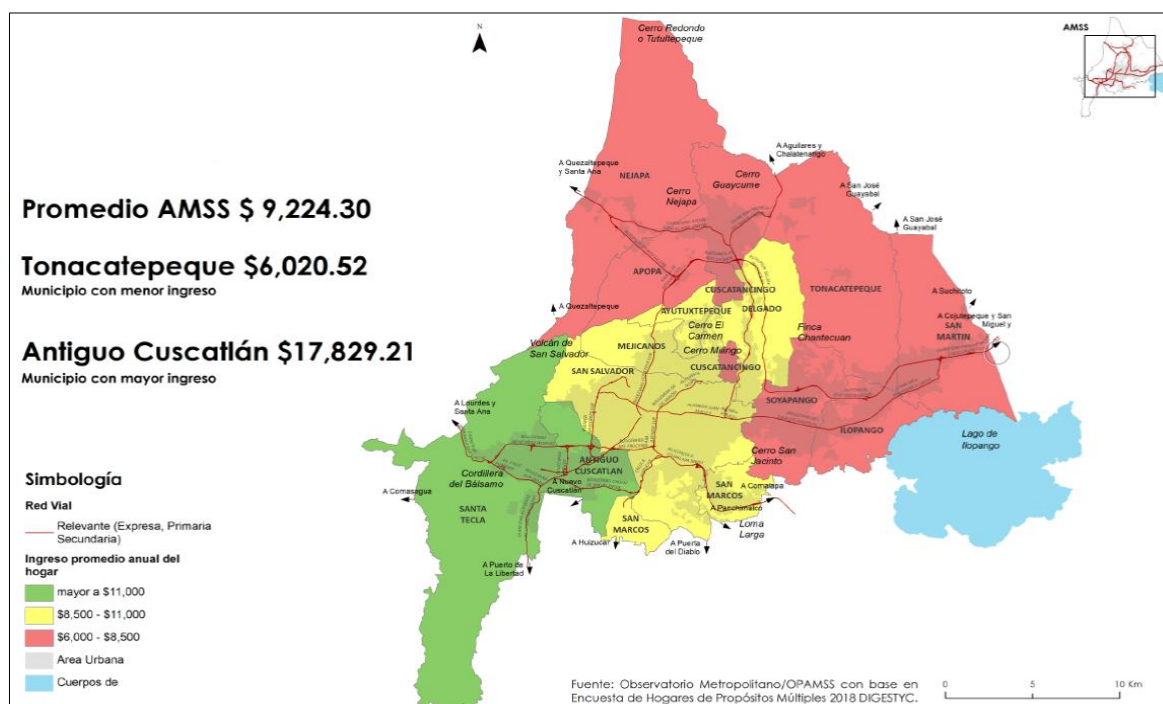 Promedio AMSS $ 9,224.30
Tonacatepeque $6,020.52
Municipio con menor ingreso
Antiguo Cuscatlán $17,829.21
Municipio con mayor ingreso
Simbología
Red Vial
Relevante (Expresa, Primaria
Secundaria)
Ingreso promedio anual del
hogar
mayor a $11,000
$8,500 - $11,000
$6,000 - $8,500
Area Urbana
Cuerpos de
N
AMSS
Cerro Redondo
o Tutultepeque
A Quezaltepeque
y Santa Ana
NEJAPA
Cerro
Nejapa
Cerro
Guaycume
A Aguilares y
Chalatenango
A San José
Guayabal
A San José
Guayabal
APOPA
CUSCATANCINGO
TONACATEPEQUE
A Suchitoto
A Cojutepeque y San
Miguel y
SAN
MARTIN
A Quezaltepeque
AYUTUXTEPEQUE
DELGADO
Cerro El
Carmen
Finca
Chantecuan
Volcán de
San Salvador
MEJICANOS
Cerro Milingo
CUSCATANCINGO
SAN SALVADOR
SOYAPANGO
ILOPANGO
A Lourdes y
Santa Ana
Lago de
Ilopango
Cerro San
Jacinto
ANTIGUO
CUSCATLAN
Cordillera
del Bálsamo
A Nuevo
Cuscatlan
A Comasagua
SANTA
TECLA
SAN
MARCOS
A Comalapa
A Panchimalco
SAN
MARCOS
Loma
Larga
A Huizucar
A Puerta
del Diablo
A Puerto de
La Libertad
Fuente: Observatorio Metropolitano/OPAMSS con base en
Encuesta de Hogares de Propósitos Múltiples 2018 DIGESTYC.
0 5 10 Km